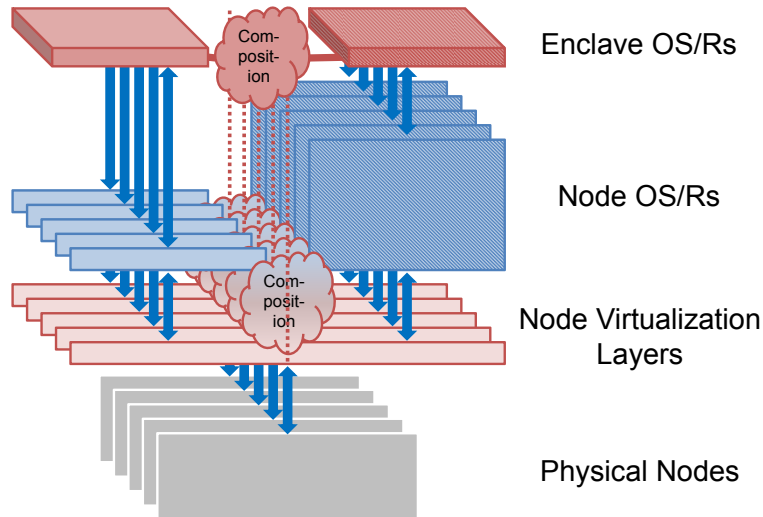 Com-
posit-
ion
Enclave OS/Rs
Node OS/Rs
Com-
posit-
ion
Node Virtualization
Layers
Physical Nodes